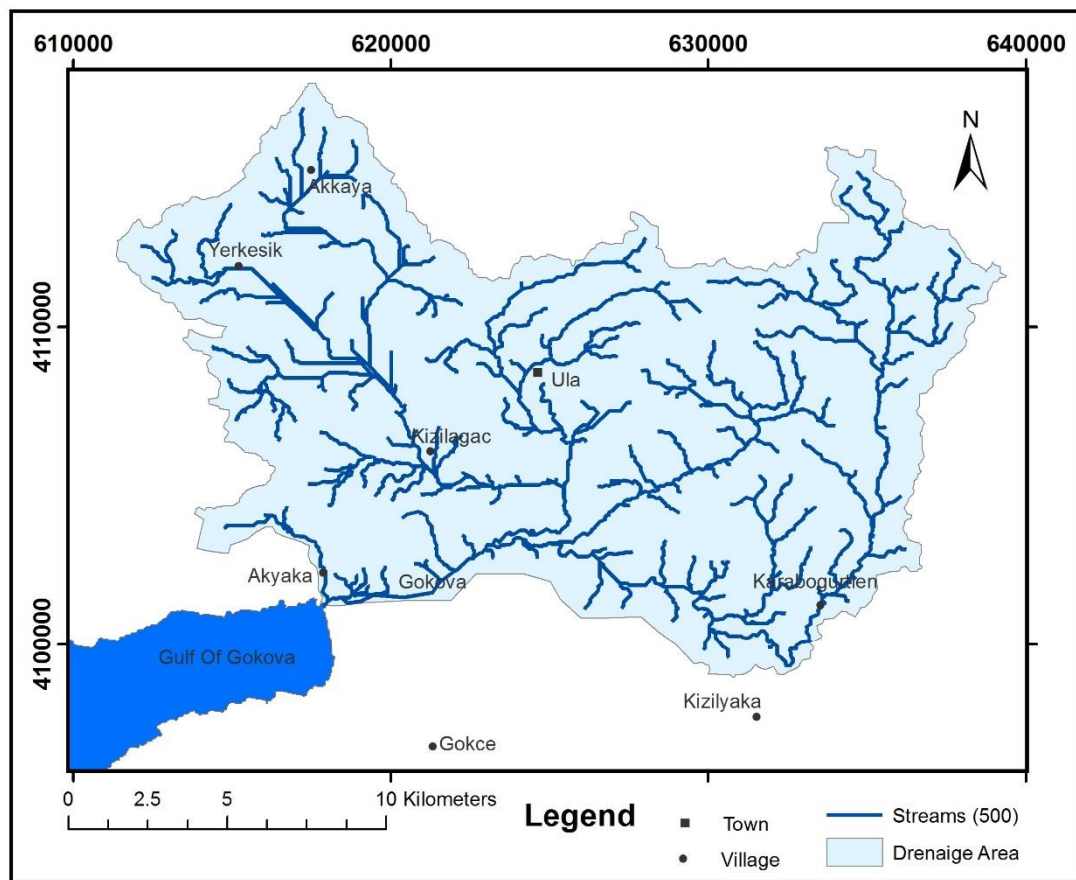 610000 620000 630000 640000
N
Akkaya
Yerkesik
4110000
Ula
Kizilagac
Akyaka
Gokova
Karabogurtlen
4100000
Gulf Of Gokova
Kizilyaka
Gokce
0 2.5 5 10 Kilometers
Legend
Town
Village
Streams (500)
Drenaige Area